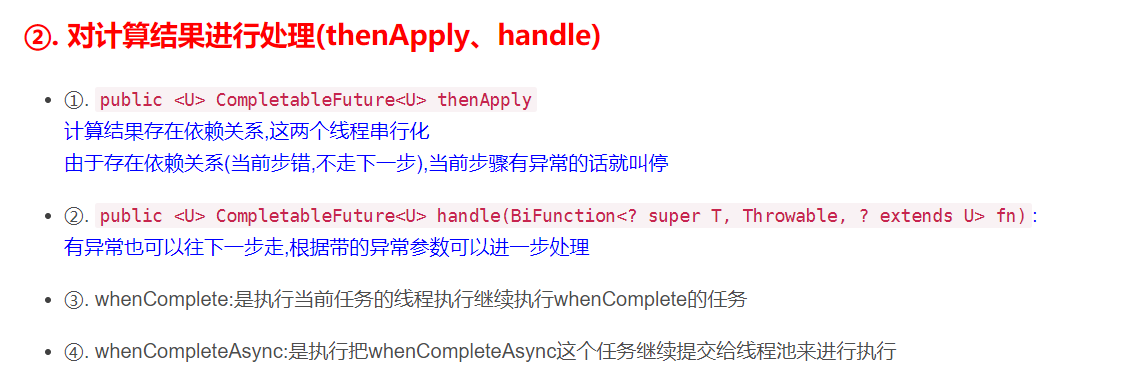 ②. 对计算结果进行处理(thenApply、handle)
①. public <U> CompletableFuture<U> thenApply
计算结果存在依赖关系,这两个线程串行化
由于存在依赖关系(当前步错,不走下一步),当前步骤有异常的话就叫停
②. public <U> CompletableFuture<U> handle(BiFunction<? super T, Throwable, ? extends U> fn):
有异常也可以往下一步走,根据带的异常参数可以进一步处理
③. whenComplete:是执行当前任务的线程执行继续执行whenComplete的任务
④. whenCompleteAsync:是执行把whenCompleteAsync这个任务继续提交给线程池来进行执行